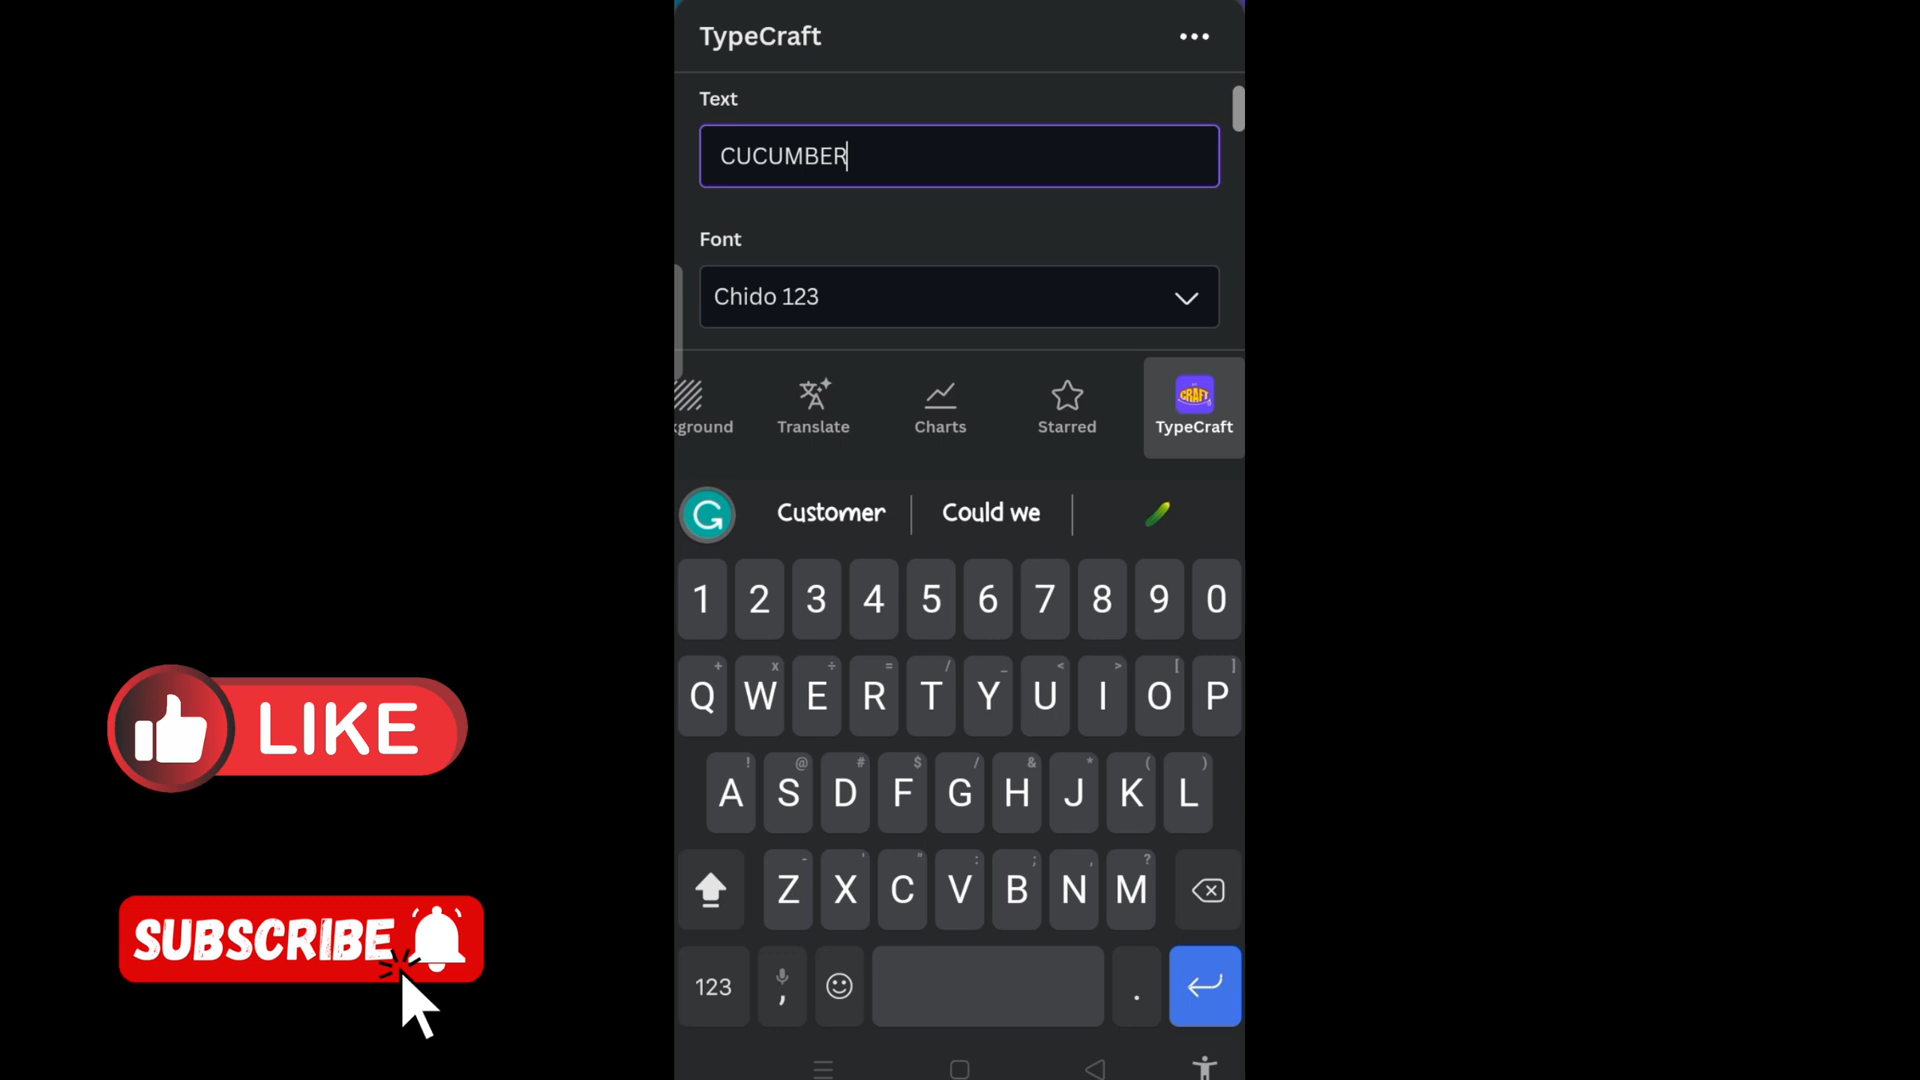 TypeCraft
Text
CUCUMBER
Font
Chido 123
kground Translate Charts Starred TypeCraft
CRAFT
G Customer Could we
1 2 3 4 5 6 7 8 9 0
+ x ÷ = / _ < > [ ]
Q W E R T Y U I O P
! @ # $ / & * ( )
A S D F G H J K L
- ' " : ; , ?
Z X C V B N M
123 , .
LIKE
SUBSCRIBE